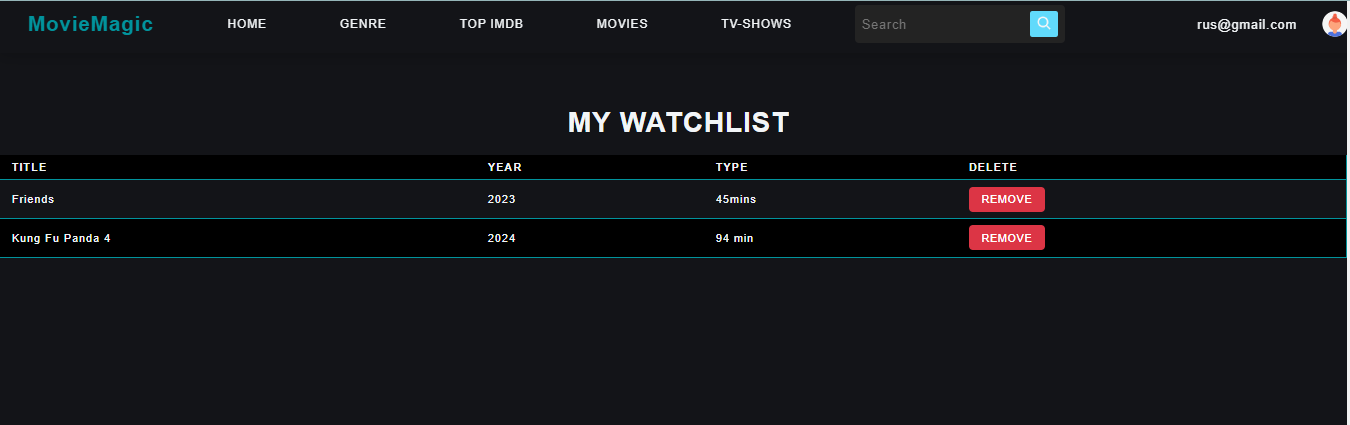 MovieMagic HOME GENRE TOP IMDB MOVIES TV-SHOWS Search rus@gmail.com
MY WATCHLIST
TITLE YEAR TYPE DELETE
Friends 2023 45mins REMOVE
Kung Fu Panda 4 2024 94 min REMOVE